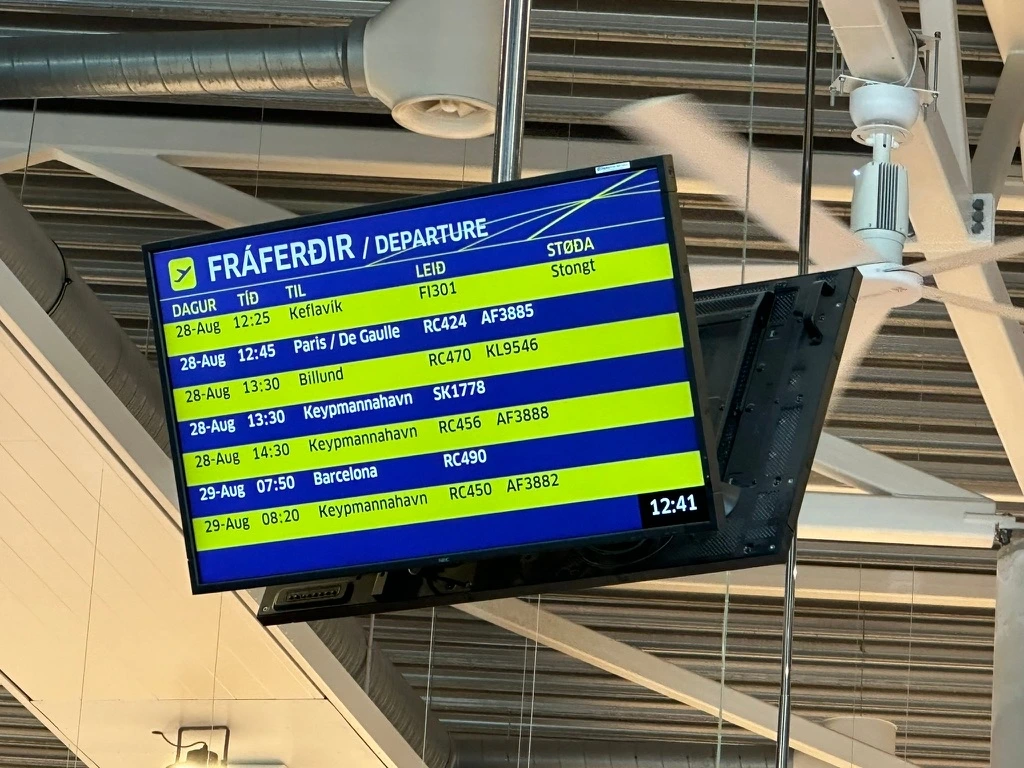 FRÁFERÐIR / DEPARTURE
DAGUR TÍÐ TIL LEIÐ STØÐA
28-Aug 12:25 Keflavík FI301 Stongt
28-Aug 12:45 Paris / De Gaulle RC424 AF3885
28-Aug 13:30 Billund RC470 KL9546
28-Aug 13:30 Keypmannahavn SK1778
28-Aug 14:30 Keypmannahavn RC456 AF3888
29-Aug 07:50 Barcelona RC490
29-Aug 08:20 Keypmannahavn RC450 AF3882
12:41
NEC